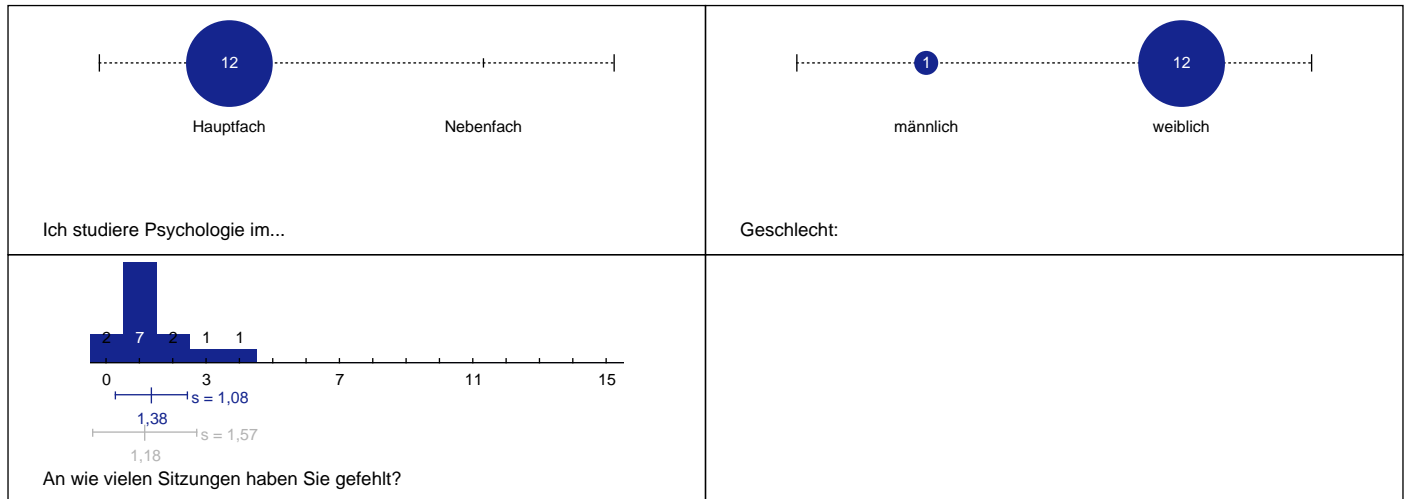 12
Hauptfach Nebenfach
Ich studiere Psychologie im...
1 12
männlich weiblich
Geschlecht:
2 7 2 1 1
0 3 7 11 15
s = 1,08
1,38
s = 1,57
1,18
An wie vielen Sitzungen haben Sie gefehlt?